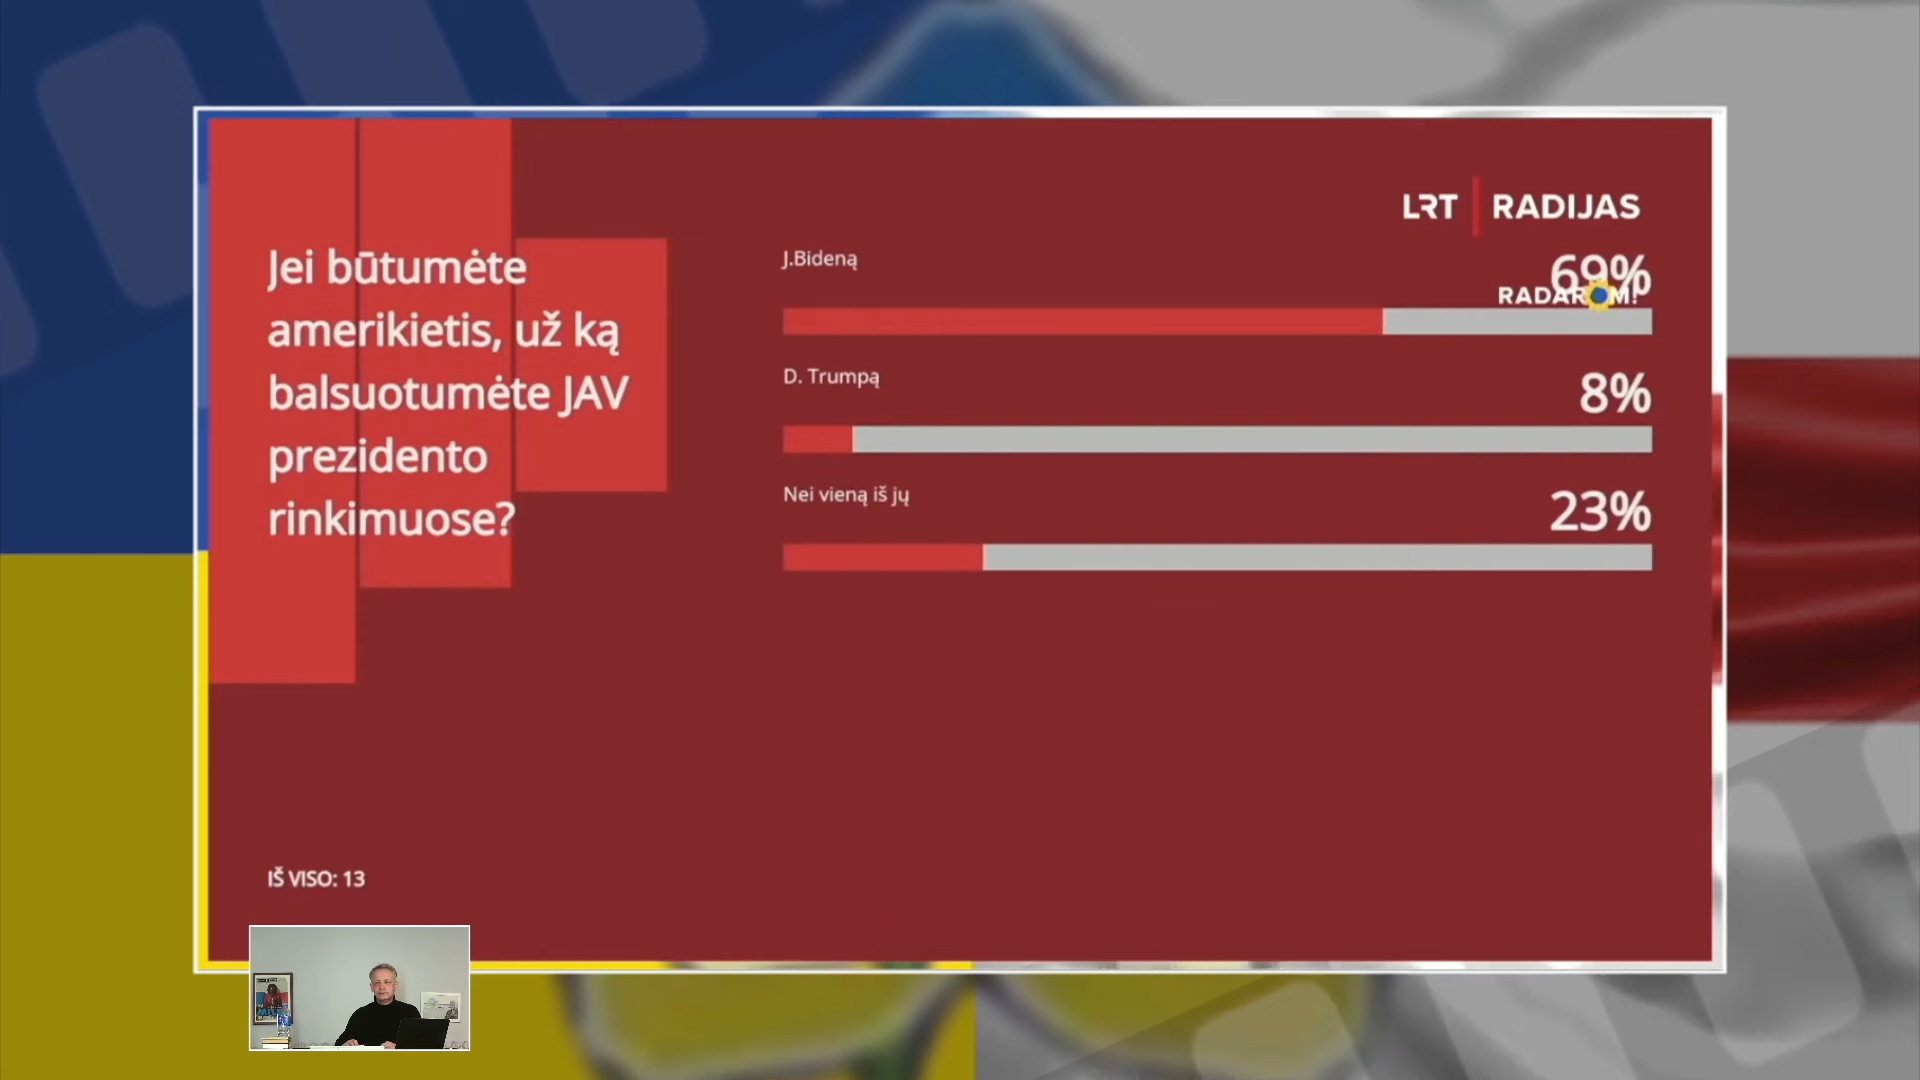 LRT RADIJAS
Jei būtumėte
amerikietis, už ką
balsuotumėte JAV
prezidento
rinkimuose?
J.Bideną
69%
RADAROM!
D. Trumpą
8%
Nei vieną iš jų
23%
IŠ VISO: 13